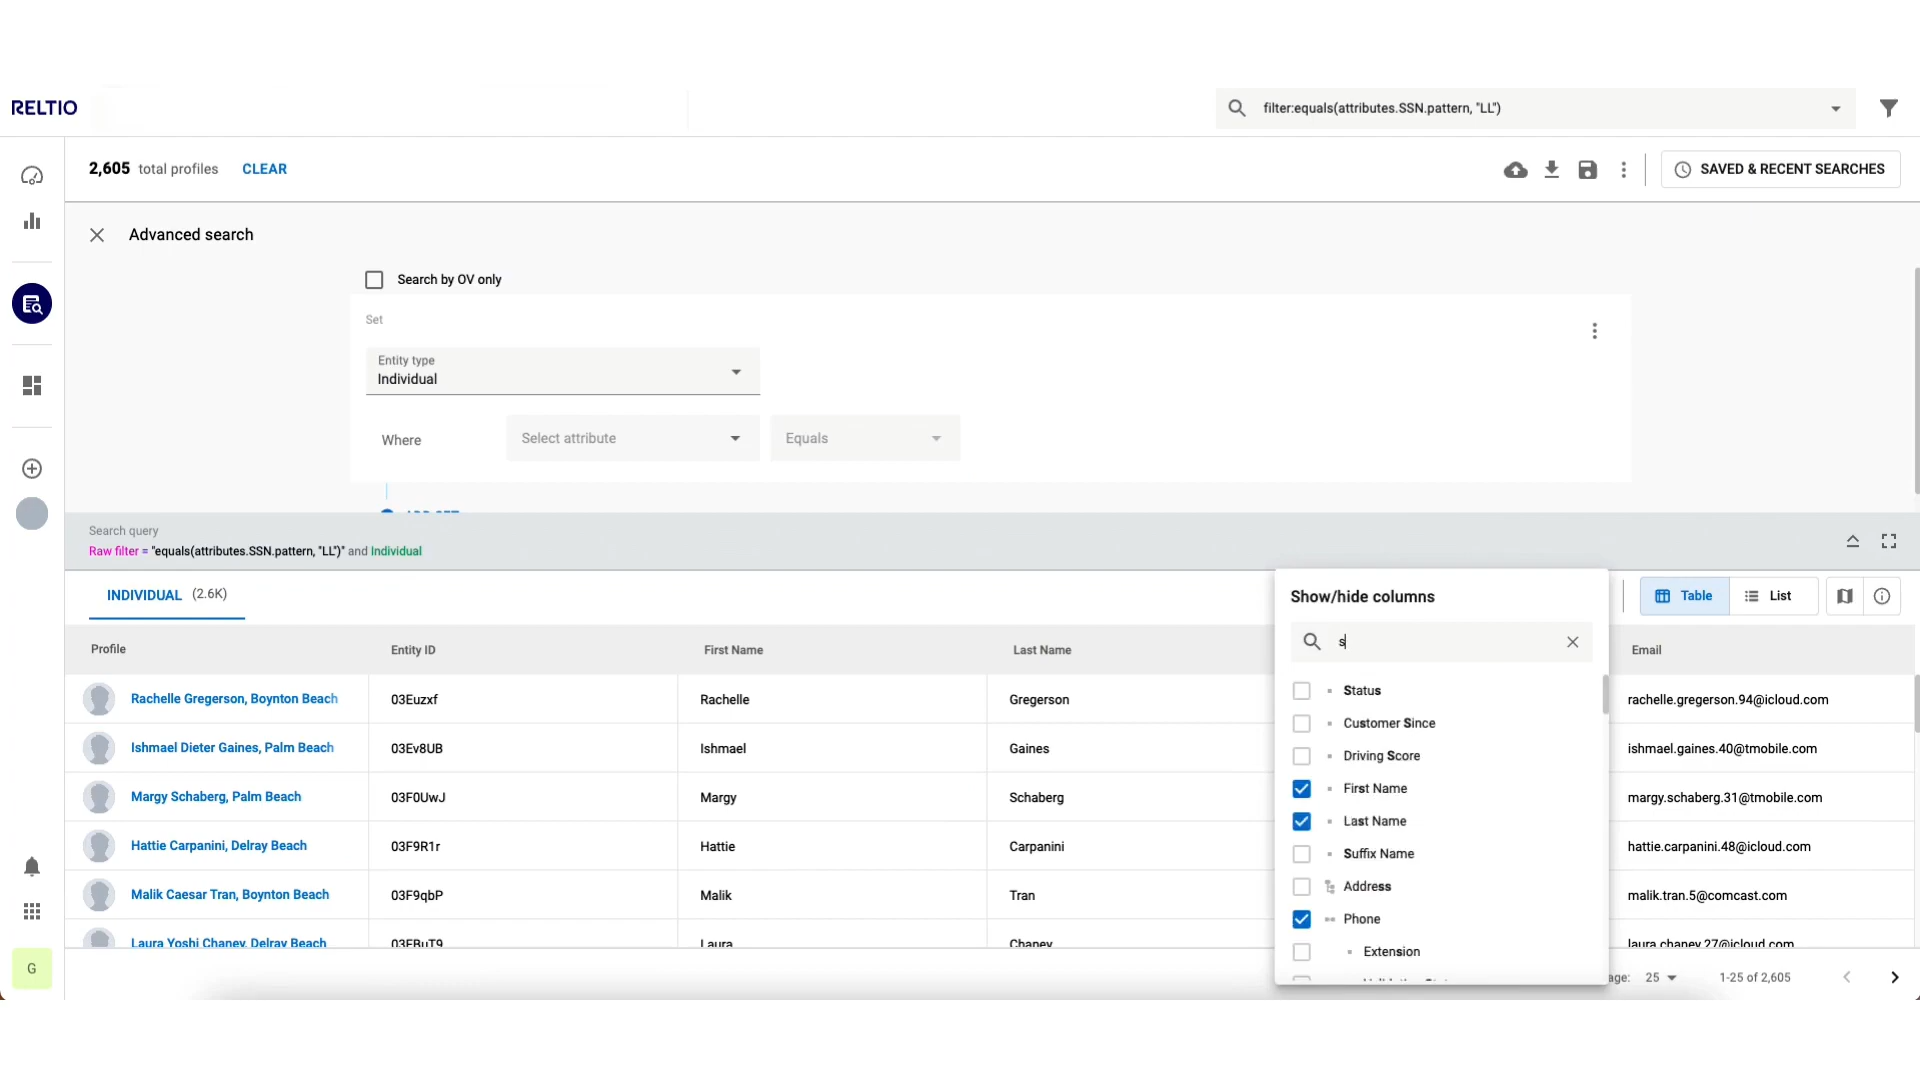 RELTIO
filter:equals(attributes.SSN.pattern, "LL")
2,605 total profiles CLEAR
SAVED & RECENT SEARCHES
Advanced search
Search by OV only
Set
Entity type
Individual
Where Select attribute Equals
Search query
Raw filter = "equals(attributes.SSN.pattern, "LL")" and Individual
INDIVIDUAL (2.6K)
Table List
Profile Entity ID First Name Last Name Email
Rachelle Gregerson, Boynton Beach 03Euzxf Rachelle Gregerson rachelle.gregerson.94@icloud.com
Ishmael Dieter Gaines, Palm Beach 03Ev8UB Ishmael Gaines ishmael.gaines.40@tmobile.com
Margy Schaberg, Palm Beach 03F0UwJ Margy Schaberg margy.schaberg.31@tmobile.com
Hattie Carpanini, Delray Beach 03F9R1r Hattie Carpanini hattie.carpanini.48@icloud.com
Malik Caesar Tran, Boynton Beach 03F9qbP Malik Tran malik.tran.5@comcast.com
Laura Yoshi Chaney, Delray Beach 03FBuT9 Laura Chaney laura.chaney.27@icloud.com
Show/hide columns
s
Status
Customer Since
Driving Score
First Name
Last Name
Suffix Name
Address
Phone
Extension
G
age: 25 1-25 of 2,605